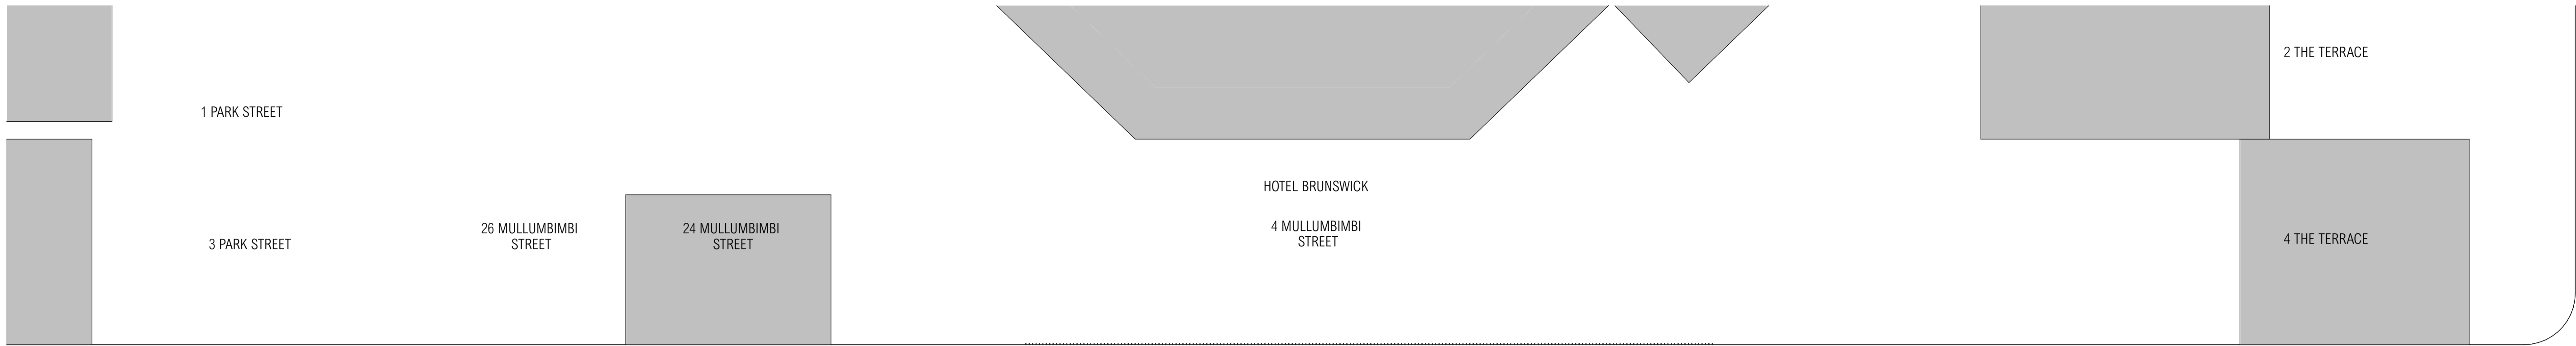 2 THE TERRACE
1 PARK STREET
HOTEL BRUNSWICK
3 PARK STREET
26 MULLUMBIMBI
STREET
24 MULLUMBIMBI
STREET
4 MULLUMBIMBI
STREET
4 THE TERRACE